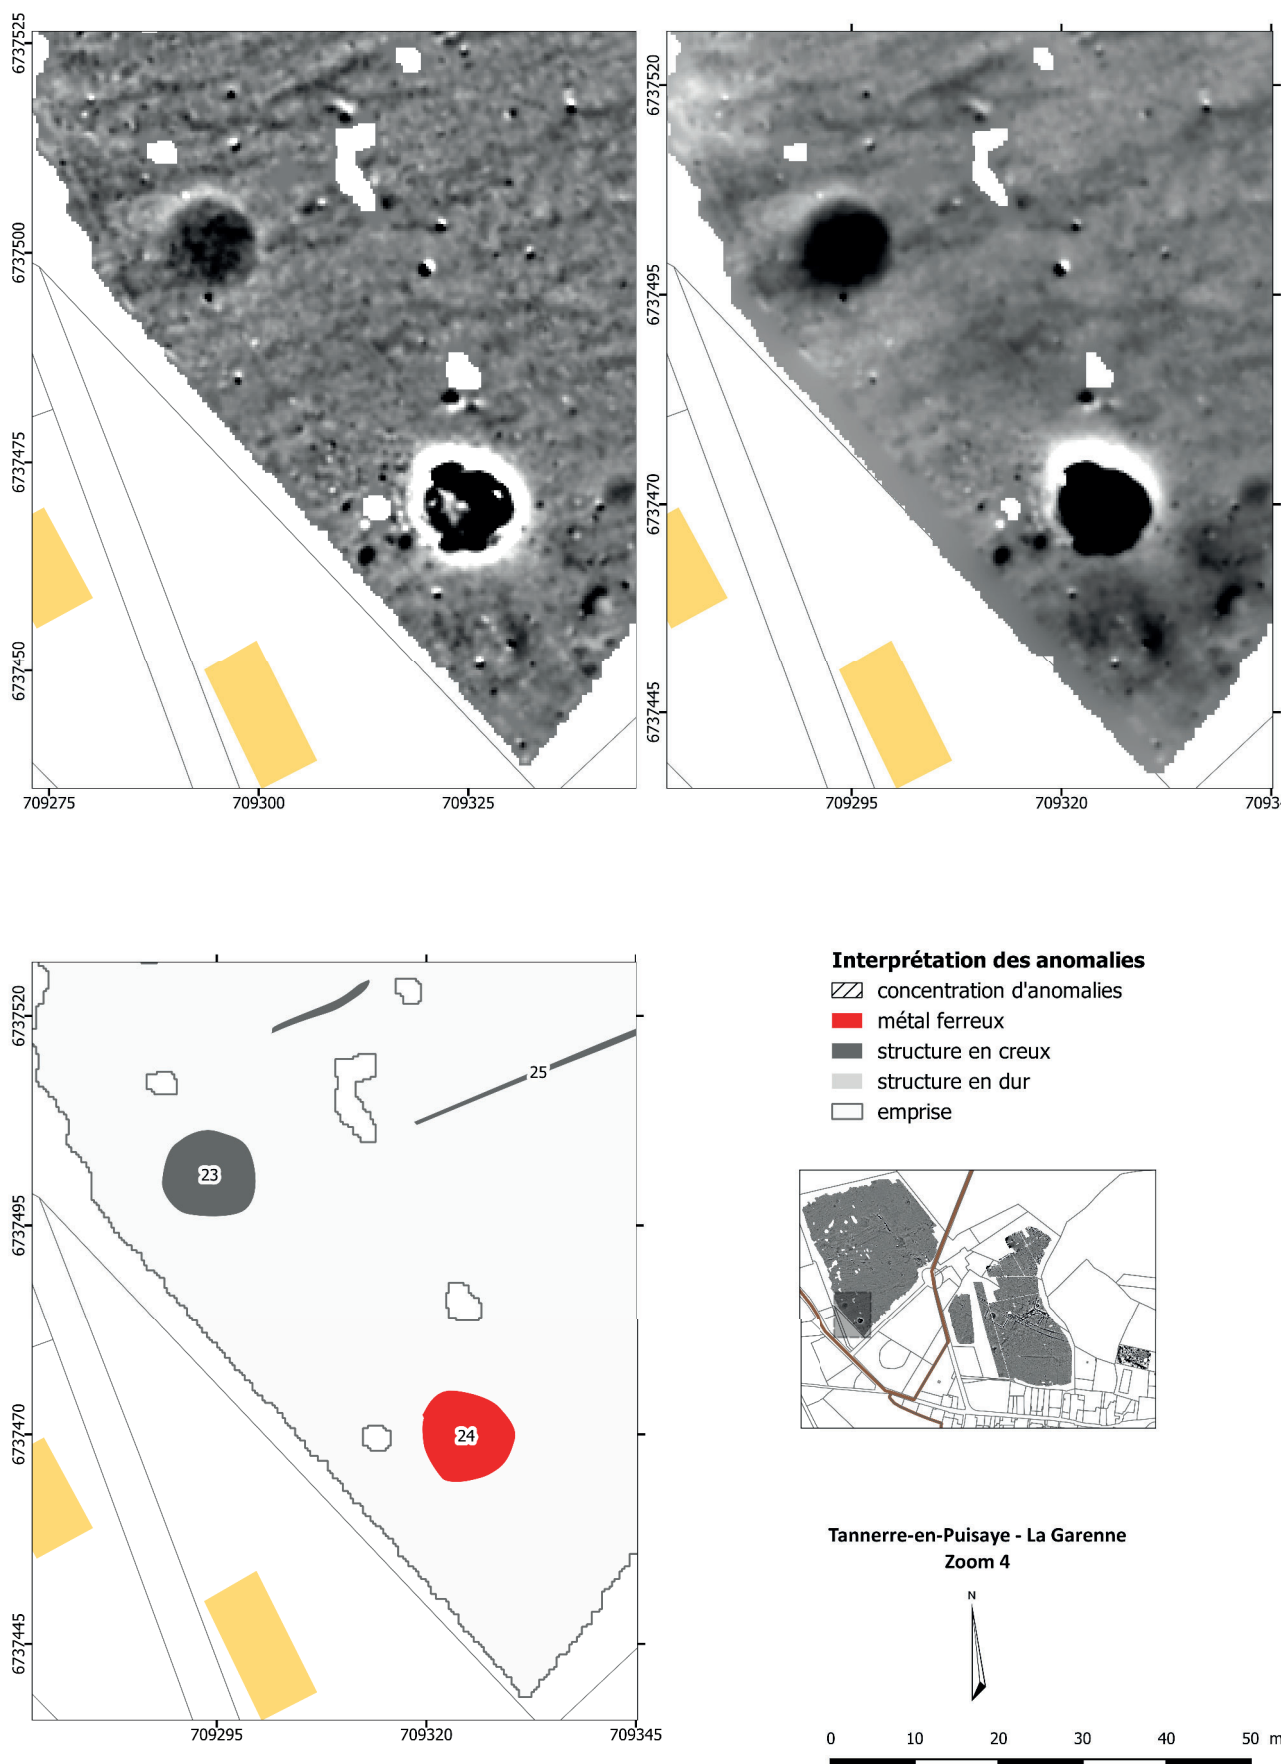 6737525
6737500
6737475
6737450
709275
709300
709325
6737520
6737495
6737470
6737445
709295
709320
6737520
6737495
6737470
6737445
25
23
24
709295
709320
709345
Interprétation des anomalies
concentration d'anomalies
métal ferreux
structure en creux
structure en dur
emprise
Tannerre-en-Puisaye - La Garenne
Zoom 4
N
0 10 20 30 40 50 m